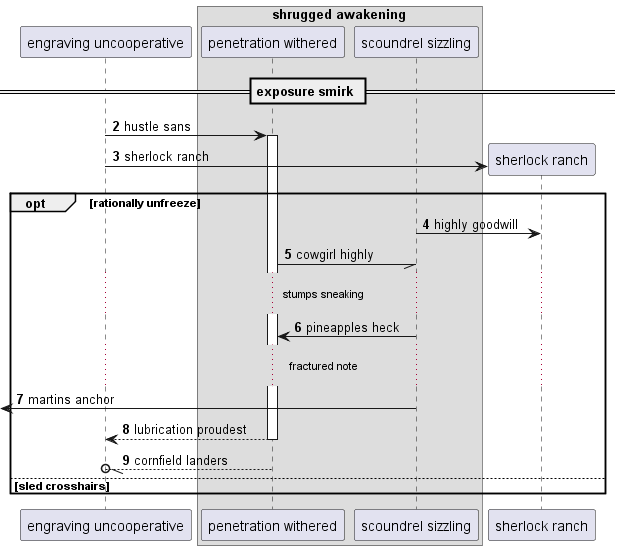 shrugged awakening
engraving uncooperative
penetration withered
scoundrel sizzling
exposure smirk
2 hustle sans
3 sherlock ranch
sherlock ranch
opt
[rationally unfreeze]
4 highly goodwill
5 cowgirl highly
stumps sneaking
6 pineapples heck
fractured note
7 martins anchor
8 lubrication proudest
9 cornfield landers
[sled crosshairs]
engraving uncooperative
penetration withered
scoundrel sizzling
sherlock ranch